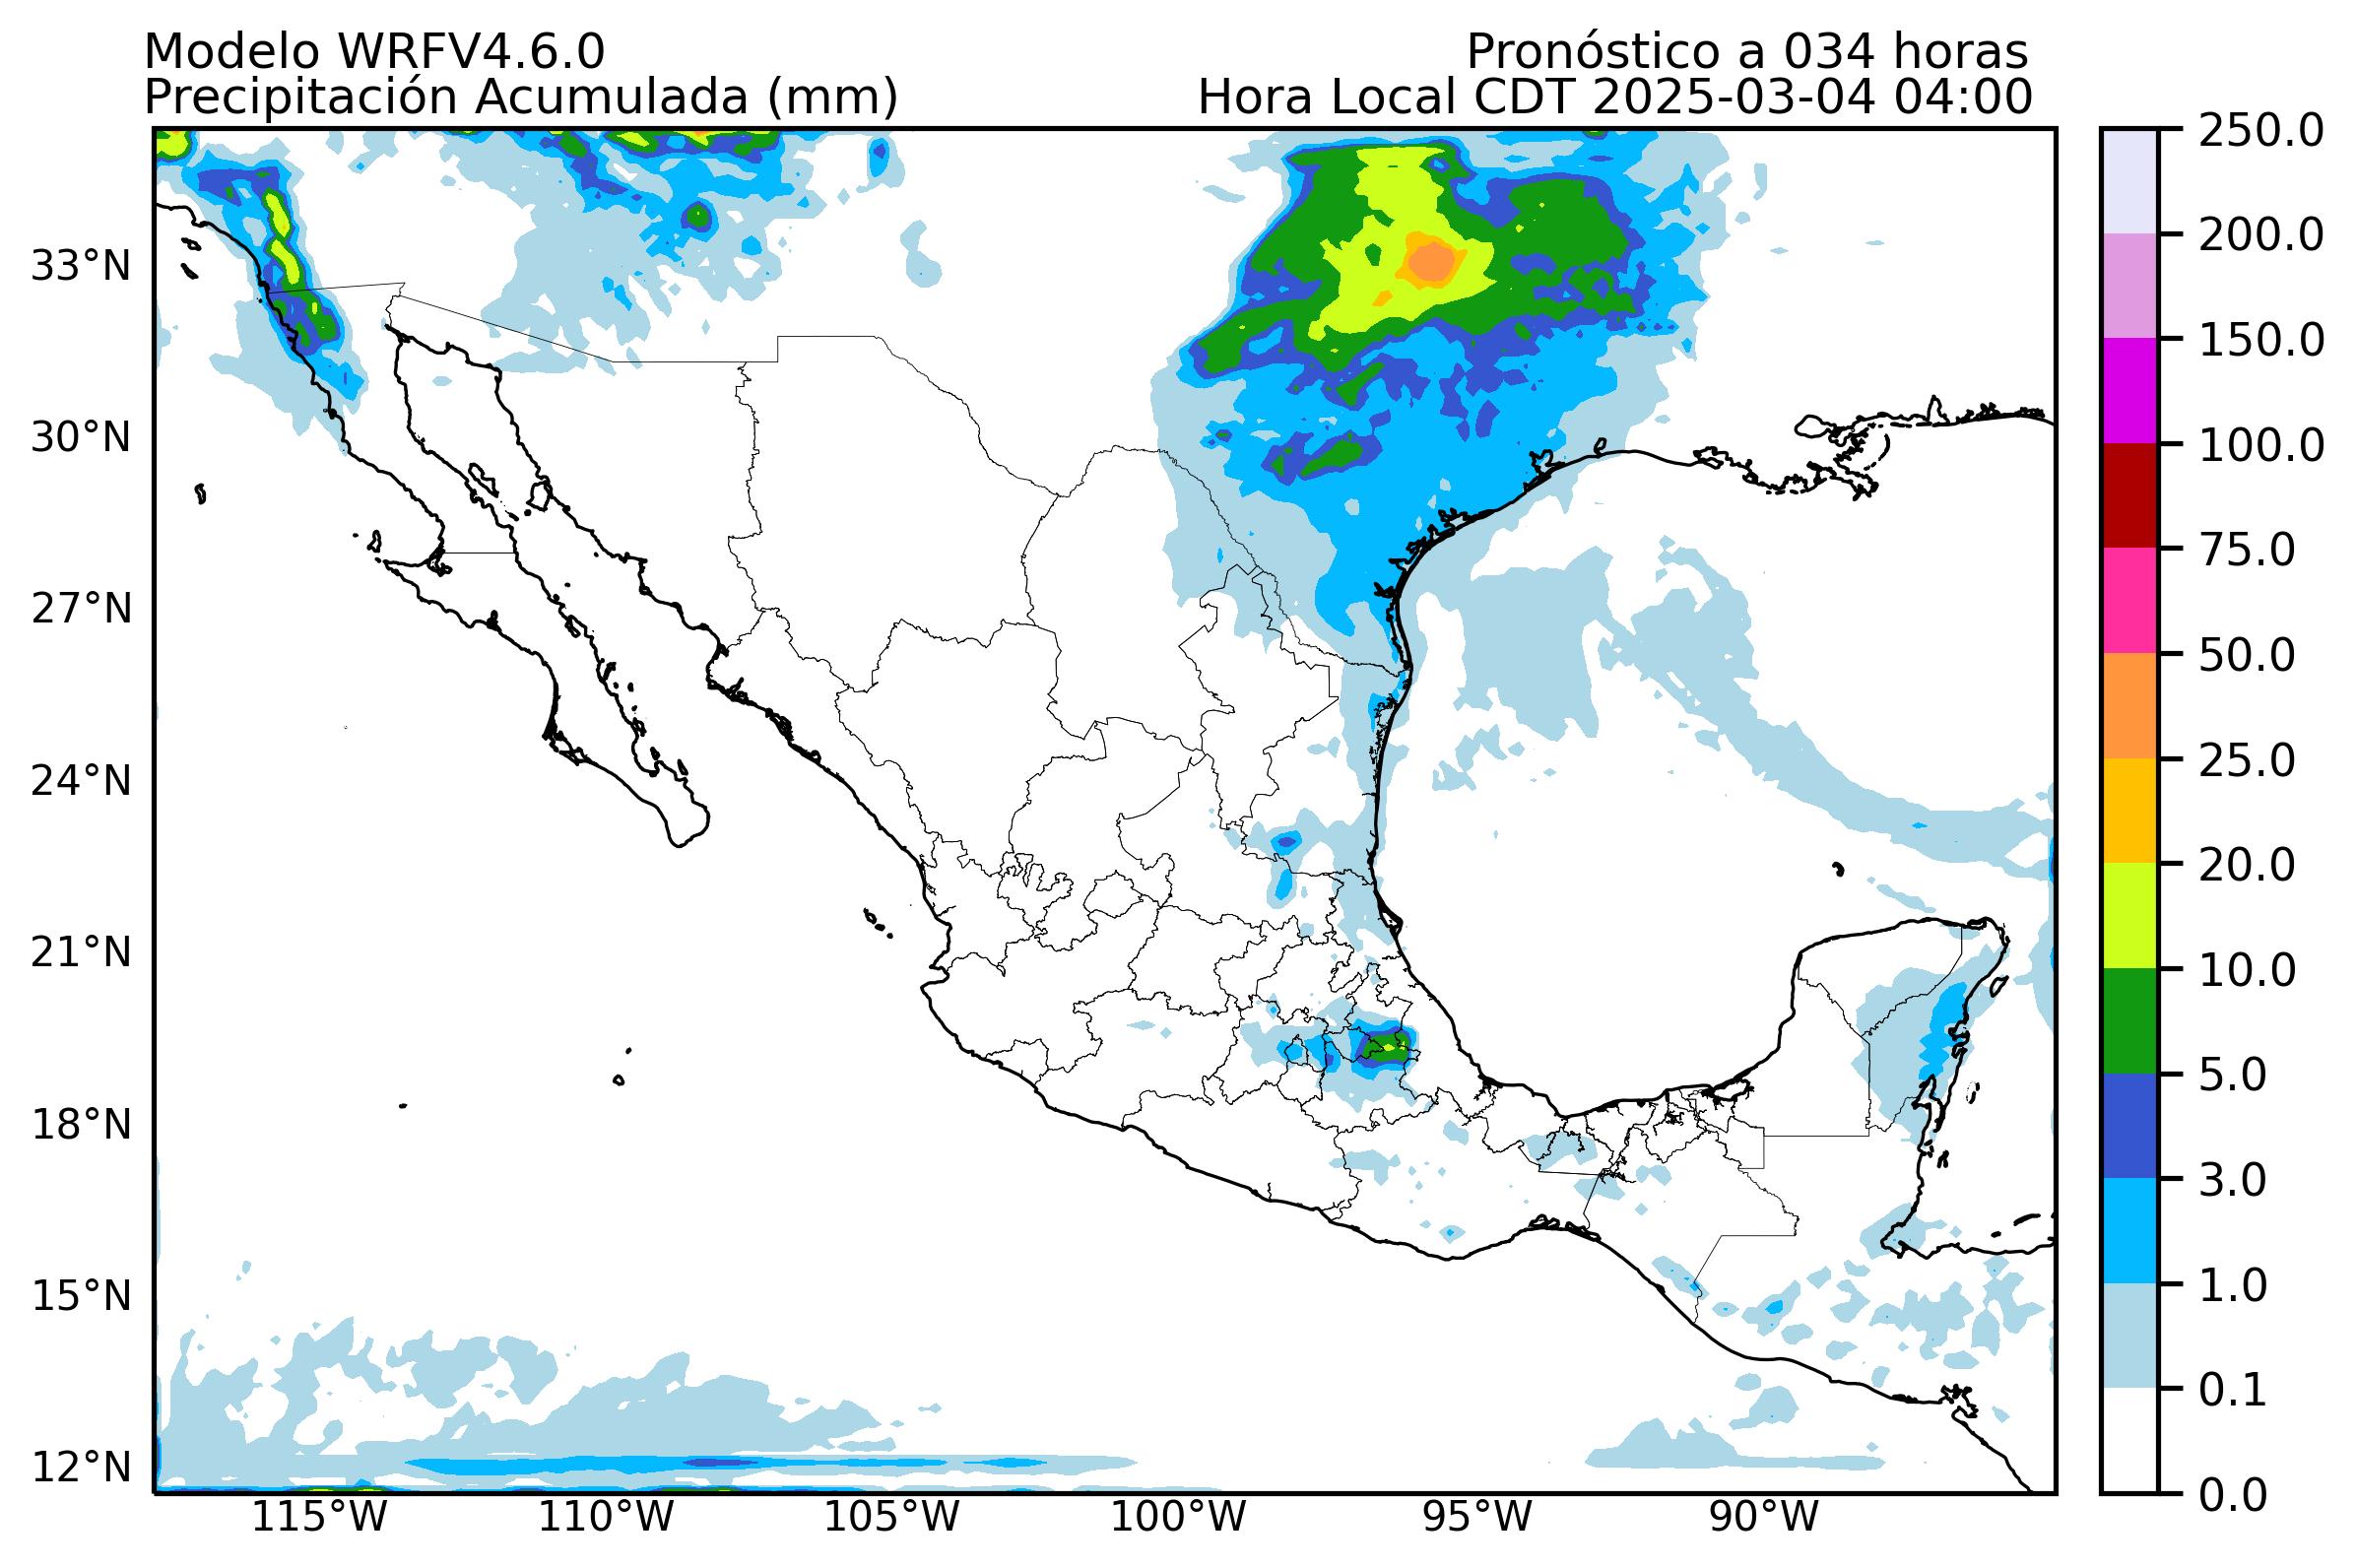 Modelo WRFV4.6.0
Pronóstico a 034 horas
Precipitación Acumulada (mm)
Hora Local CDT 2025-03-04 04:00
33°N
30°N
27°N
24°N
21°N
18°N
15°N
12°N
115°W
110°W
105°W
100°W
95°W
90°W
250.0
200.0
150.0
100.0
75.0
50.0
25.0
20.0
10.0
5.0
3.0
1.0
0.1
0.0